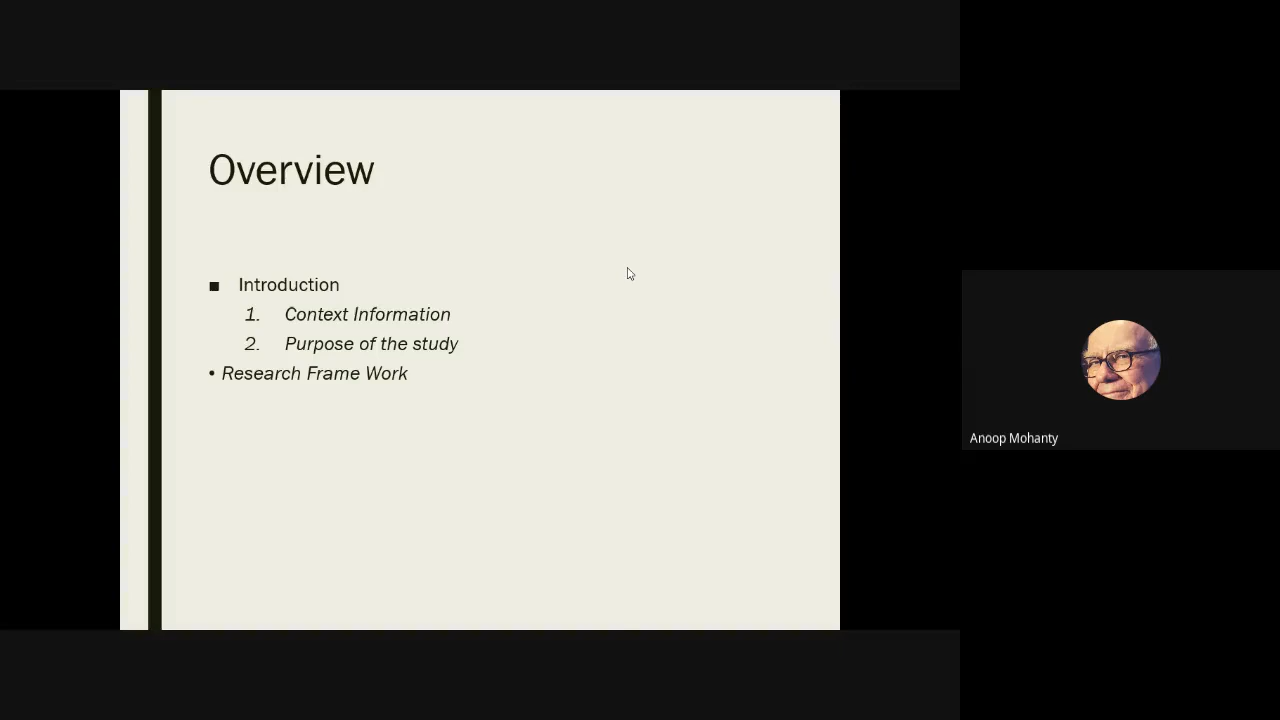 Overview
■ Introduction
1. Context Information
2. Purpose of the study
• Research Frame Work
Anoop Mohanty